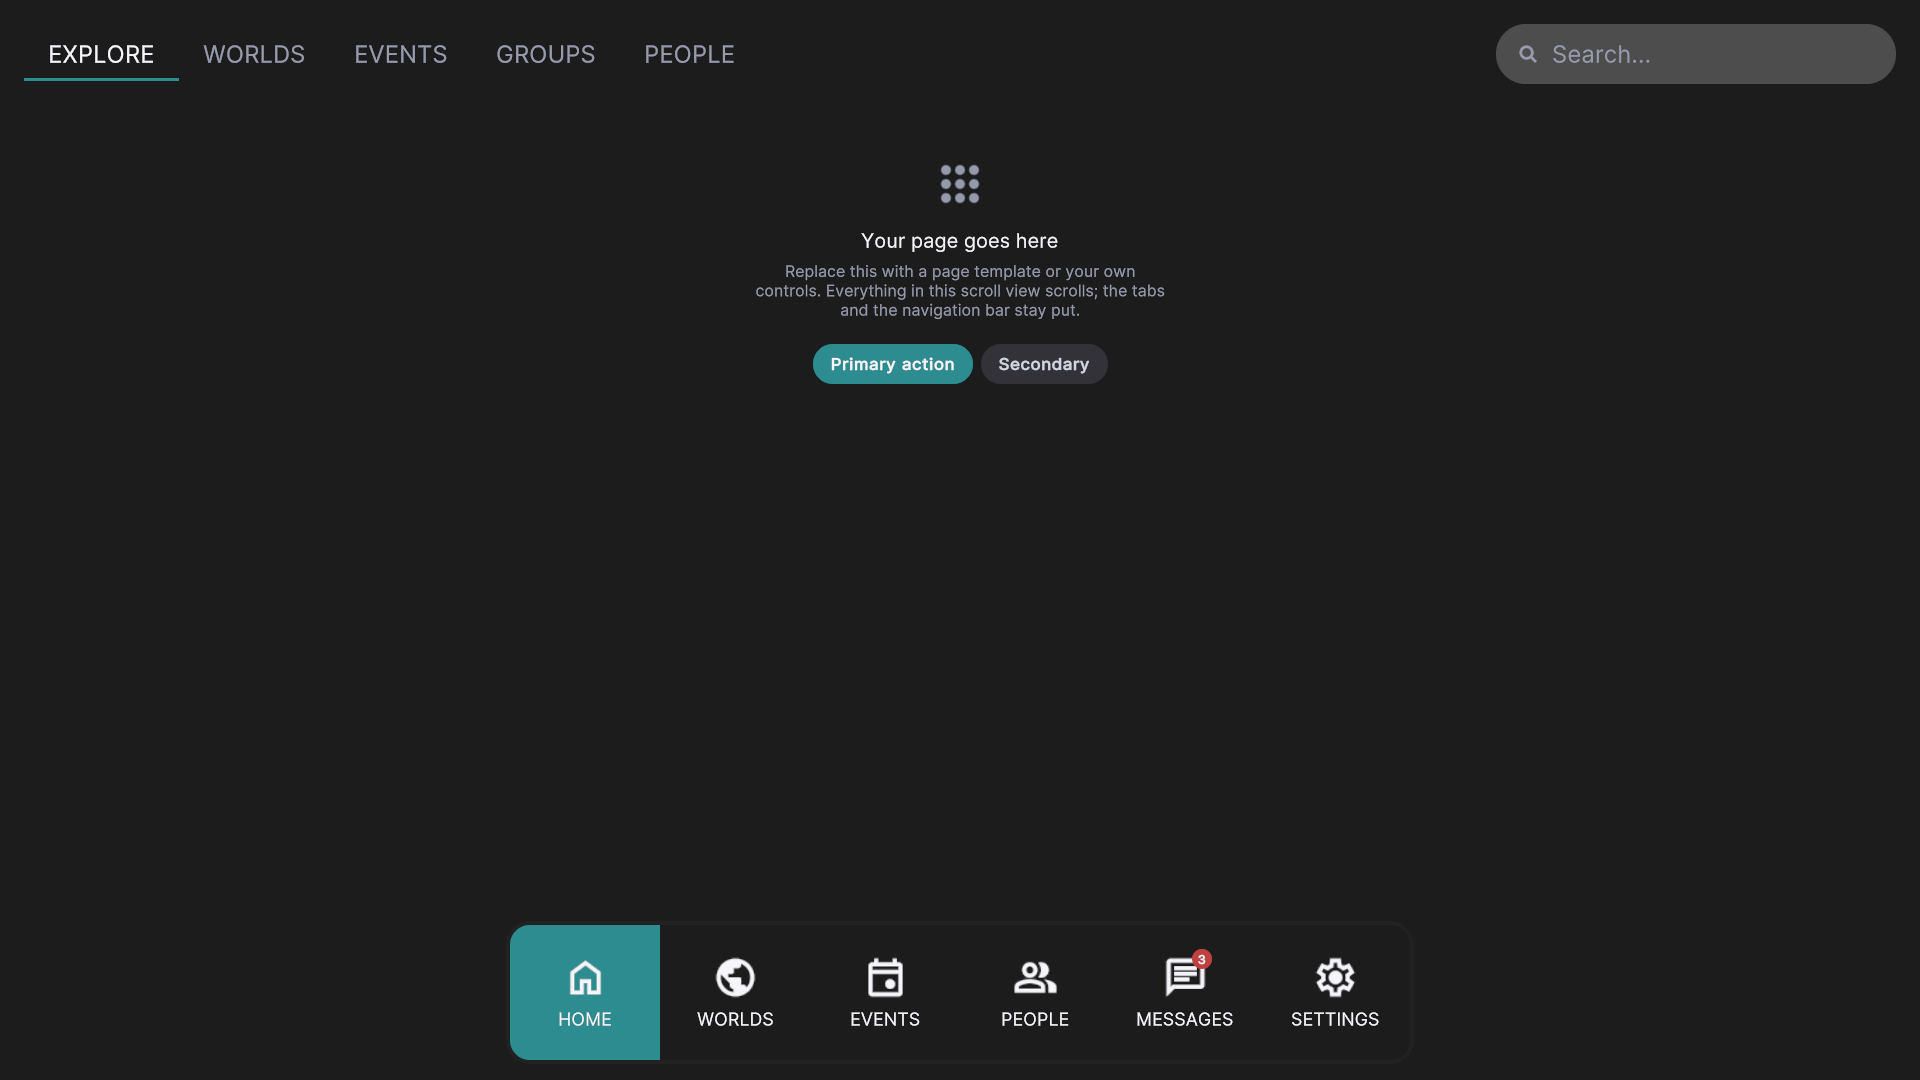 EXPLORE WORLDS EVENTS GROUPS PEOPLE Search...
Your page goes here
Replace this with a page template or your own
controls. Everything in this scroll view scrolls; the tabs
and the navigation bar stay put.
Primary action Secondary
3
HOME WORLDS EVENTS PEOPLE MESSAGES SETTINGS